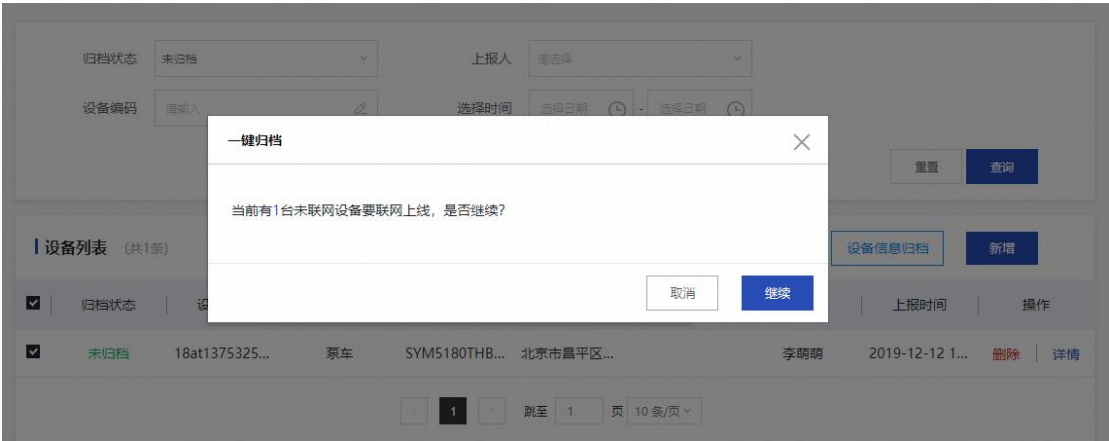 归档状态 未归档 上报人 请选择
设备编码 请输入 选择时间 选择日期 - 选择日期
一键归档
重置 查询
当前有1台未联网设备要联网上线，是否继续？
设备列表 (共1条) 设备信息归档 新增
取消 继续
归档状态 设 上报时间 操作
未归档 18at1375325... 泵车 SYM5180THB... 北京市昌平区... 李萌萌 2019-12-12 1... 删除 详情
< 1 > 跳至 1 页 10 条/页